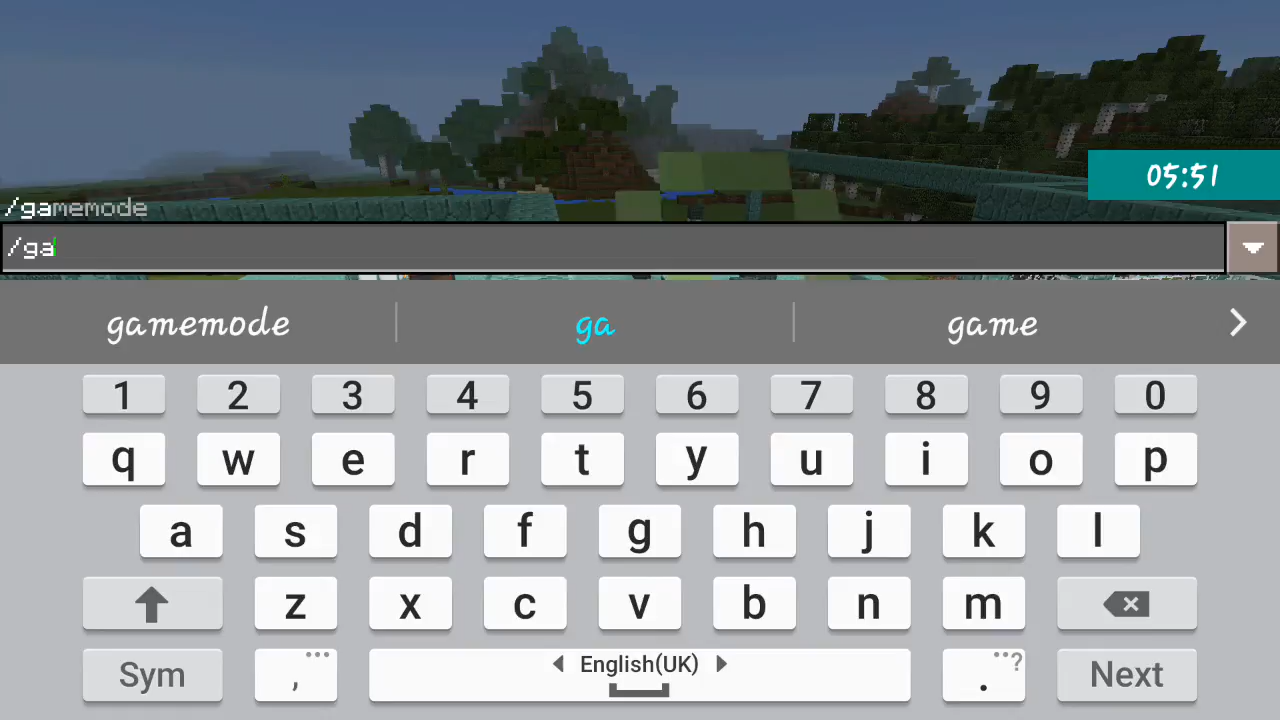 05:51
/gamemode
/ga
gamemode ga game
1 2 3 4 5 6 7 8 9 0
q w e r t y u i o p
a s d f g h j k l
z x c v b n m
Sym , English(UK) . ? Next